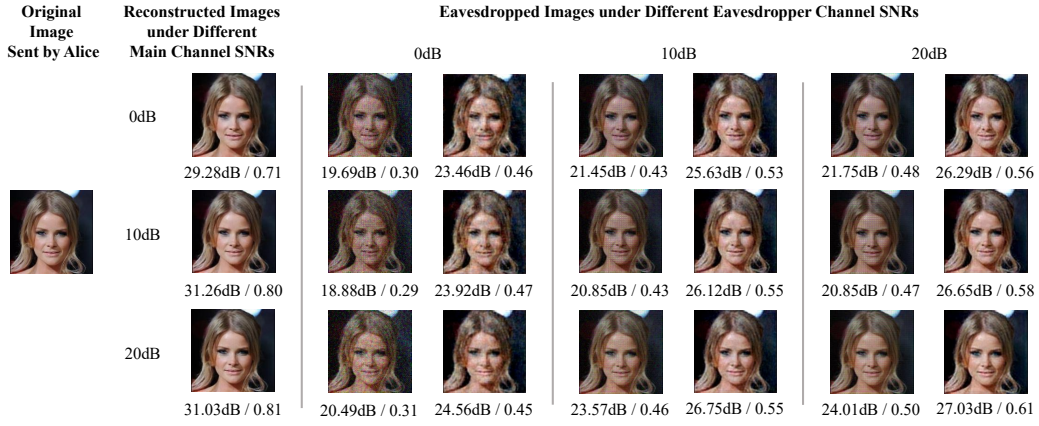 Original
Image
Sent by Alice
Reconstructed Images
under Different
Main Channel SNRs
Eavesdropped Images under Different Eavesdropper Channel SNRs
0dB
10dB
20dB
0dB
29.28dB / 0.71
19.69dB / 0.30
23.46dB / 0.46
21.45dB / 0.43
25.63dB / 0.53
21.75dB / 0.48
26.29dB / 0.56
10dB
31.26dB / 0.80
18.88dB / 0.29
23.92dB / 0.47
20.85dB / 0.43
26.12dB / 0.55
20.85dB / 0.47
26.65dB / 0.58
20dB
31.03dB / 0.81
20.49dB / 0.31
24.56dB / 0.45
23.57dB / 0.46
26.75dB / 0.55
24.01dB / 0.50
27.03dB / 0.61